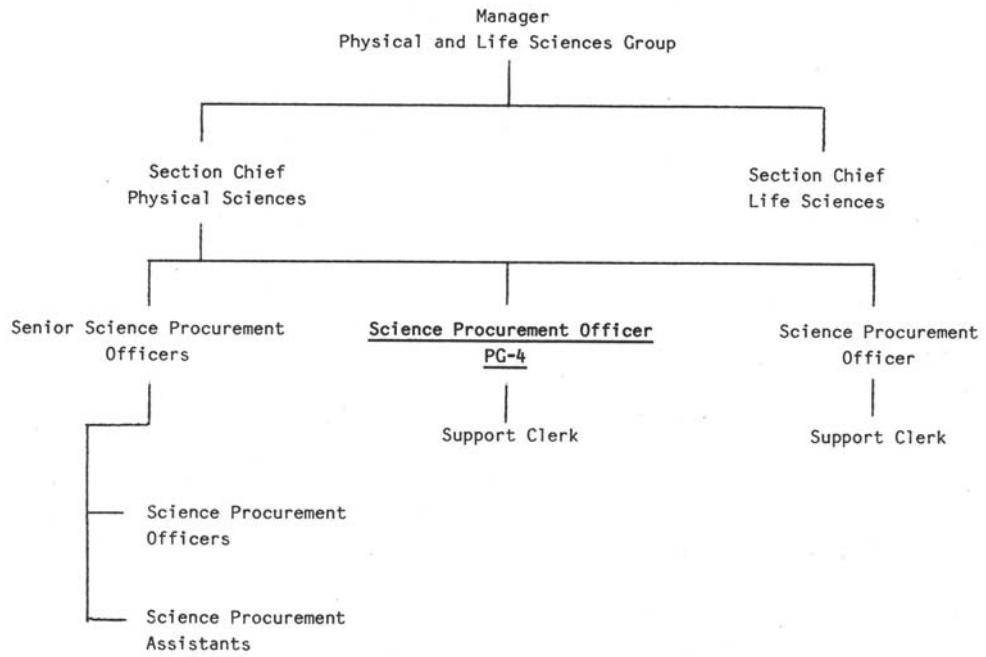 Manager
Physical and Life Sciences Group
Section Chief
Physical Sciences
Section Chief
Life Sciences
Senior Science Procurement
Officers
Science Procurement Officer
PG-4
Science Procurement
Officer
Support Clerk
Support Clerk
Science Procurement
Officers
Science Procurement
Assistants